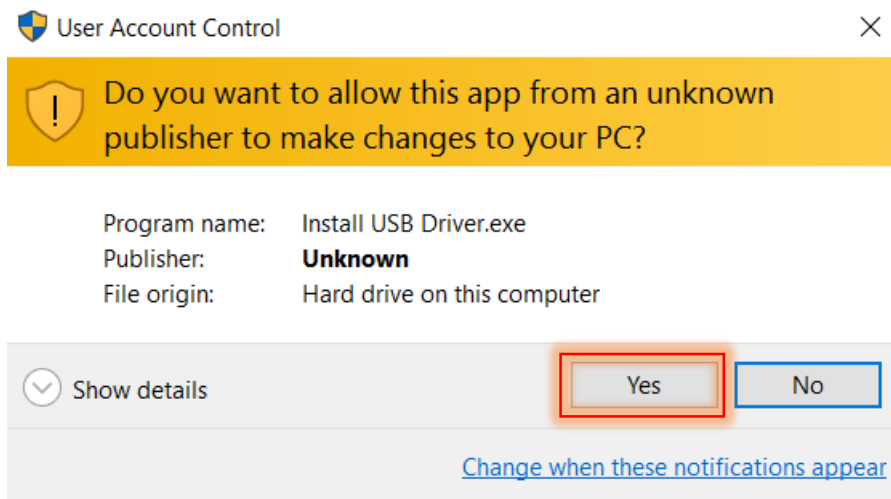 User Account Control
Do you want to allow this app from an unknown
publisher to make changes to your PC?
Program name: Install USB Driver.exe
Publisher: Unknown
File origin: Hard drive on this computer
Show details
Yes
No
Change when these notifications appear